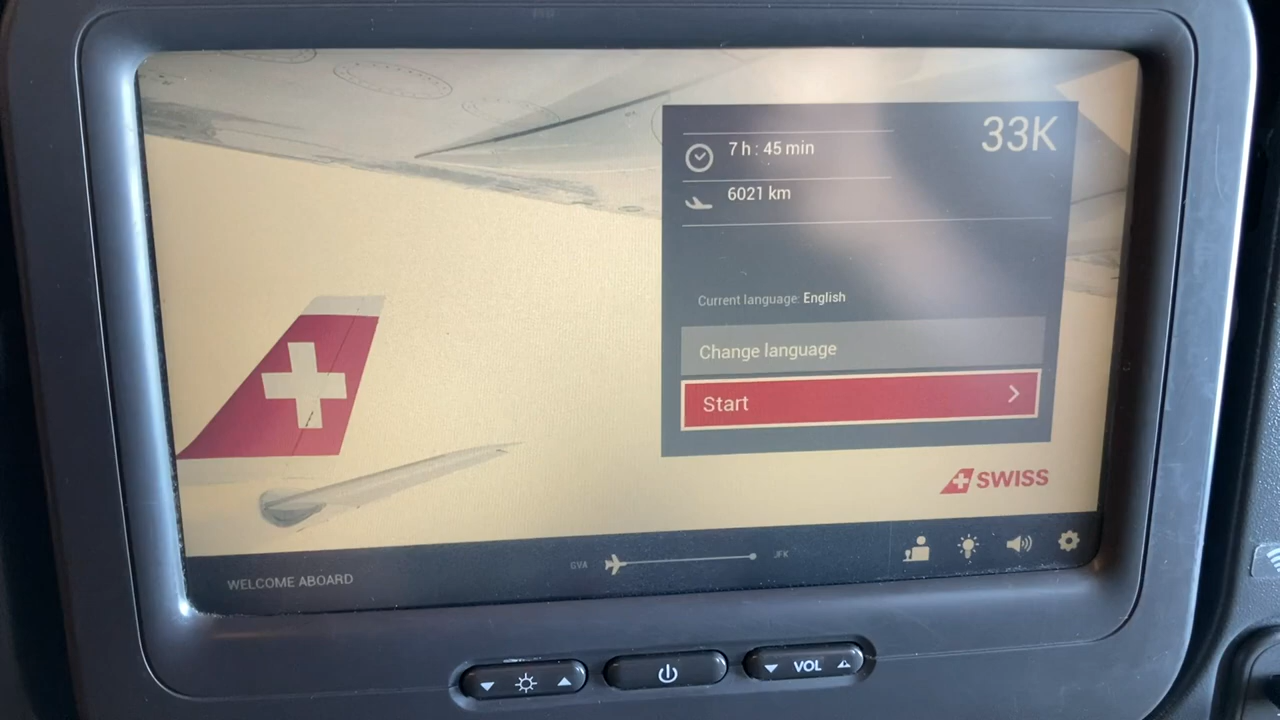 33K
7 h : 45 min
6021 km
Current language: English
Change language
Start
SWISS
WELCOME ABOARD
GVA
JFK
VOL